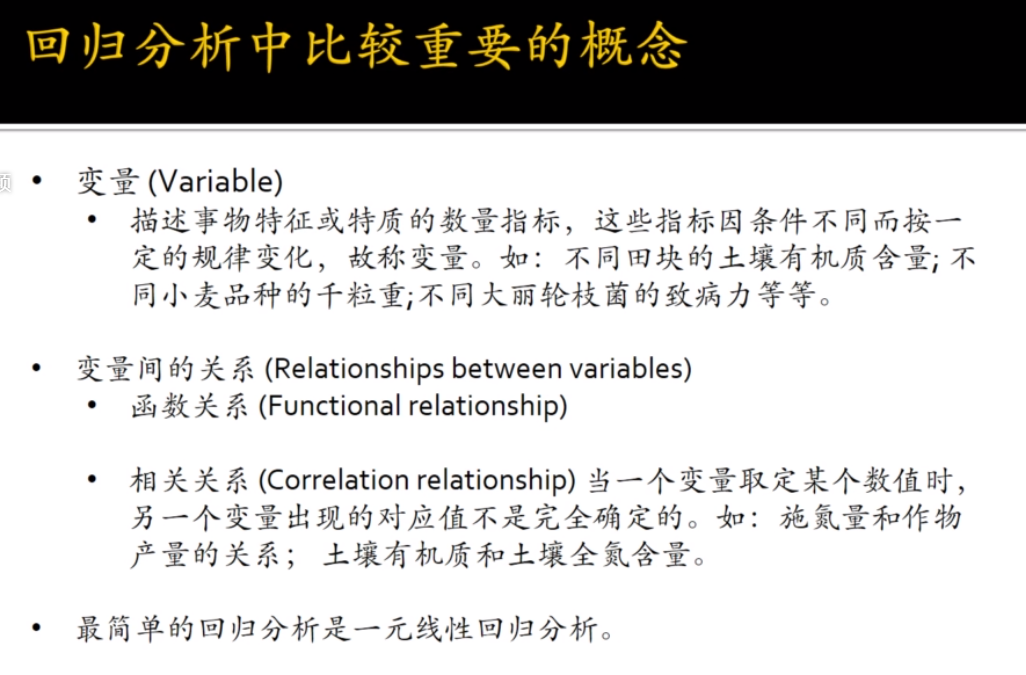 回归分析中比较重要的概念
• 变量 (Variable)
• 描述事物特征或特质的数量指标，这些指标因条件不同而按一
定的规律变化，故称变量。如：不同田块的土壤有机质含量; 不
同小麦品种的千粒重;不同大丽轮枝菌的致病力等等。
• 变量间的关系 (Relationships between variables)
• 函数关系 (Functional relationship)
• 相关关系 (Correlation relationship) 当一个变量取定某个数值时，
另一个变量出现的对应值不是完全确定的。如：施氮量和作物
产量的关系； 土壤有机质和土壤全氮含量。
• 最简单的回归分析是一元线性回归分析。